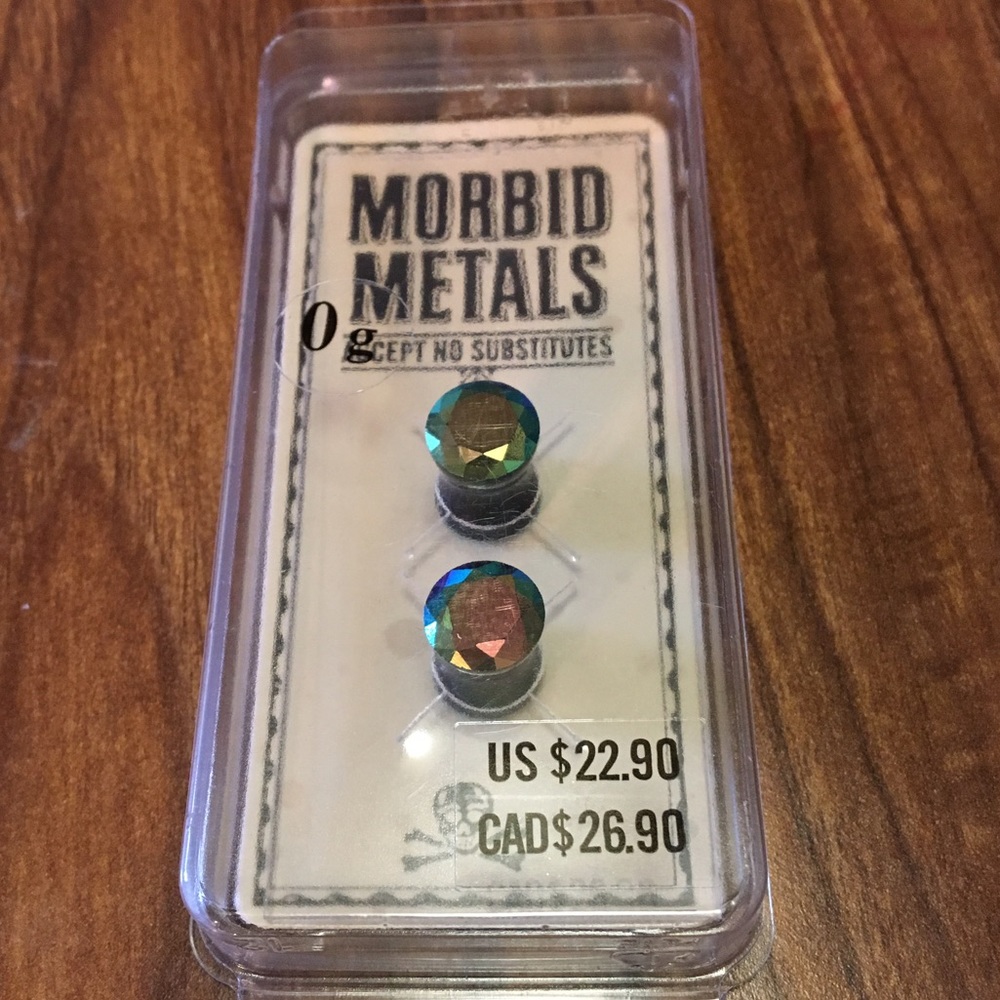 MORBID
METALS
0g
CEPT NO SUBSTITUTES
US $22.90
CAD$26.90